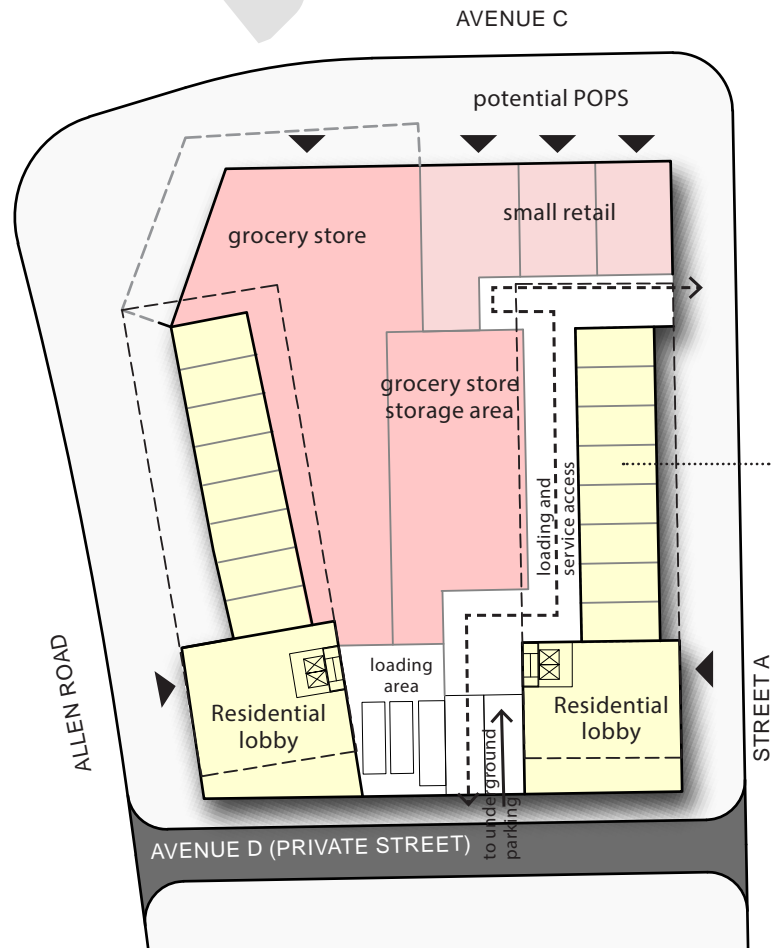 AVENUE C
potential POPS
small retail
grocery store
grocery store
storage area
loading and
service access
loading
area
Residential
lobby
Residential
lobby
ALLEN ROAD
STREET A
to underground
parking
AVENUE D (PRIVATE STREET)